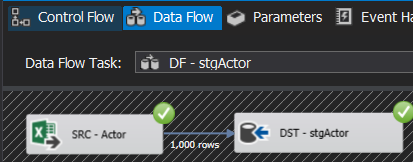 Control Flow Data Flow Parameters Event Ha
Data Flow Task: DF - stgActor
SRC - Actor DST - stgActor
1,000 rows